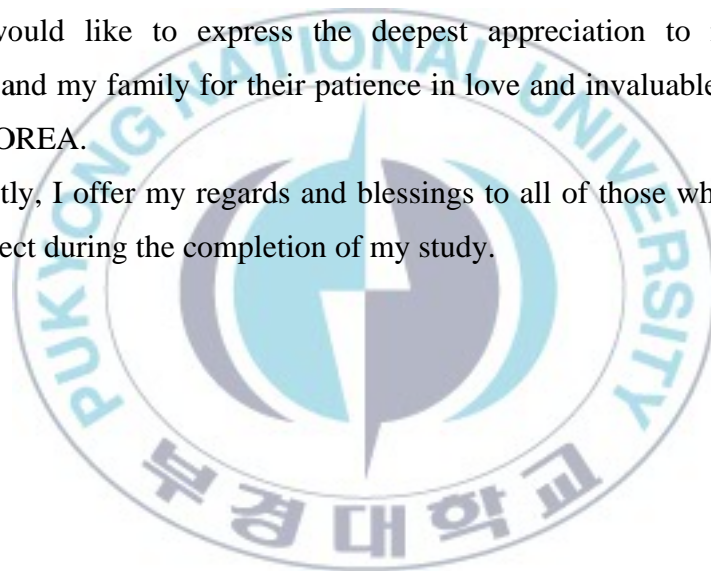 would like to express the deepest appreciation to
and my family for their patience in love and invaluable
OREA.
tly, I offer my regards and blessings to all of those wh
ect during the completion of my study.
PUKYONG NATIONAL UNIVERSITY
부경대학교